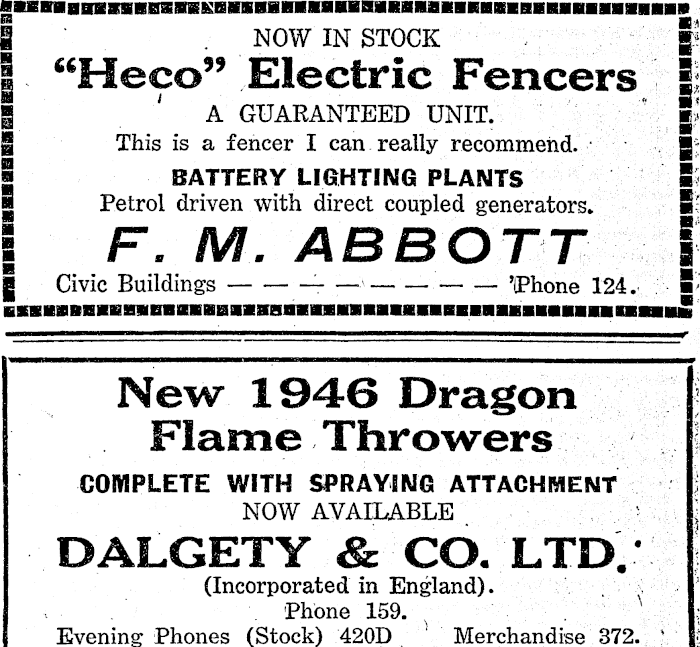 NOW IN STOCK
“Heco” Electric Fencers
A GUARANTEED UNIT.
This is a fencer I can really recommend.
BATTERY LIGHTING PLANTS
Petrol driven with direct coupled generators.
F. M. ABBOTT
Civic Buildings — — — — — — — — 'Phone 124.
New 1946 Dragon
Flame Throwers
COMPLETE WITH SPRAYING ATTACHMENT
NOW AVAILABLE
DALGETY & CO. LTD.
(Incorporated in England).
Phone 159.
Evening Phones (Stock) 420D Merchandise 372.